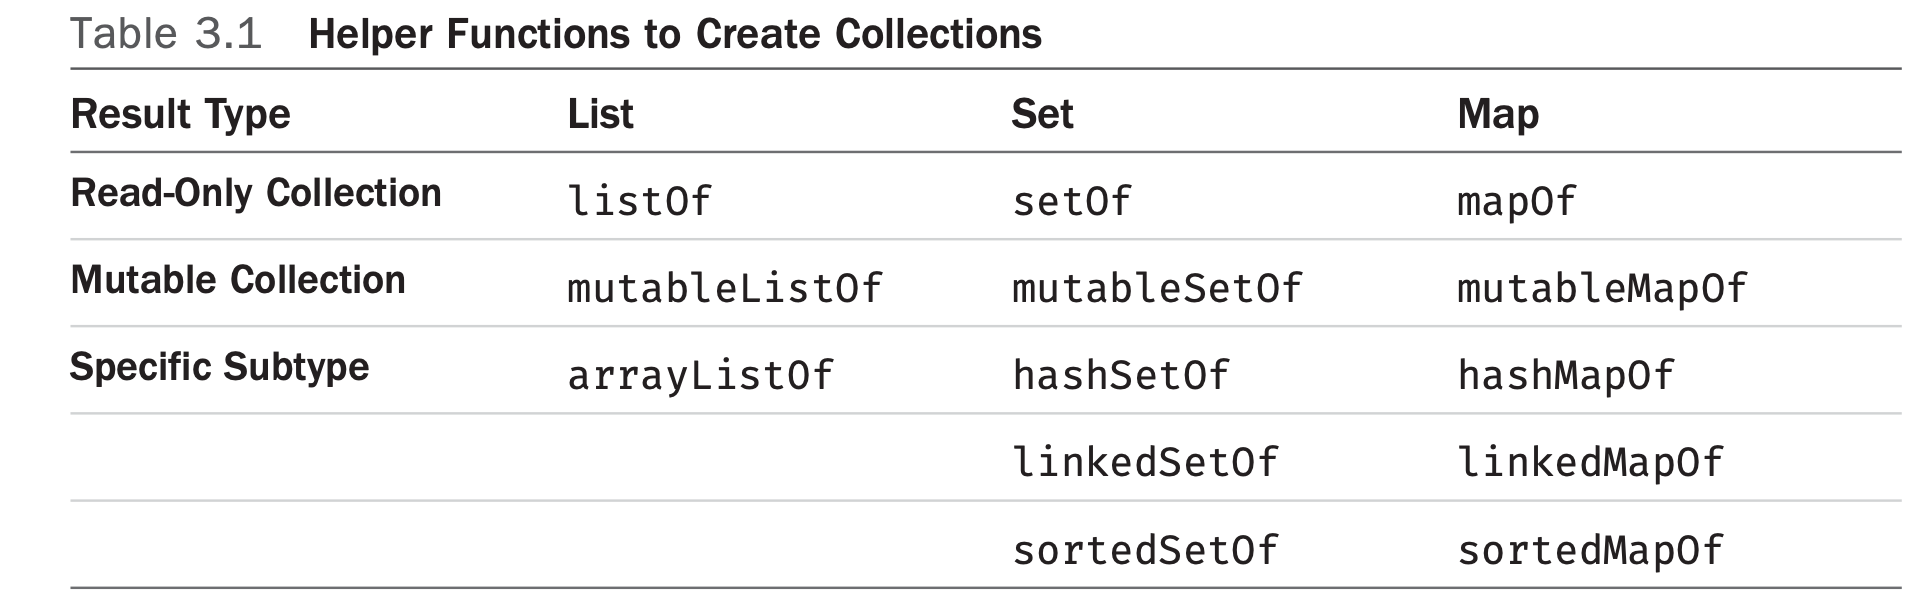 Table 3.1 Helper Functions to Create Collections
Result Type List Set Map
Read-Only Collection listOf setOf mapOf
Mutable Collection mutableListOf mutableSetOf mutableMapOf
Specific Subtype arrayListOf hashSetOf hashMapOf
linkedSetOf linkedMapOf
sortedSetOf sortedMapOf